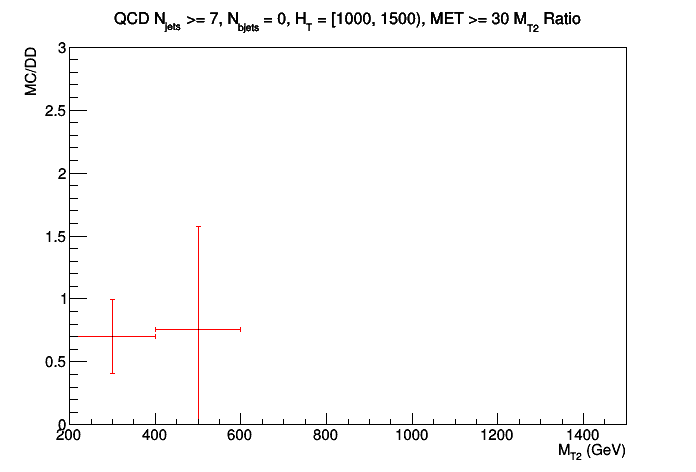 QCD N_jets >= 7, N_bjets = 0, H_T = [1000, 1500), MET >= 30 M_T2 Ratio
MC/DD
3
2.5
2
1.5
1
0.5
0
200 400 600 800 1000 1200 1400
M_T2 (GeV)